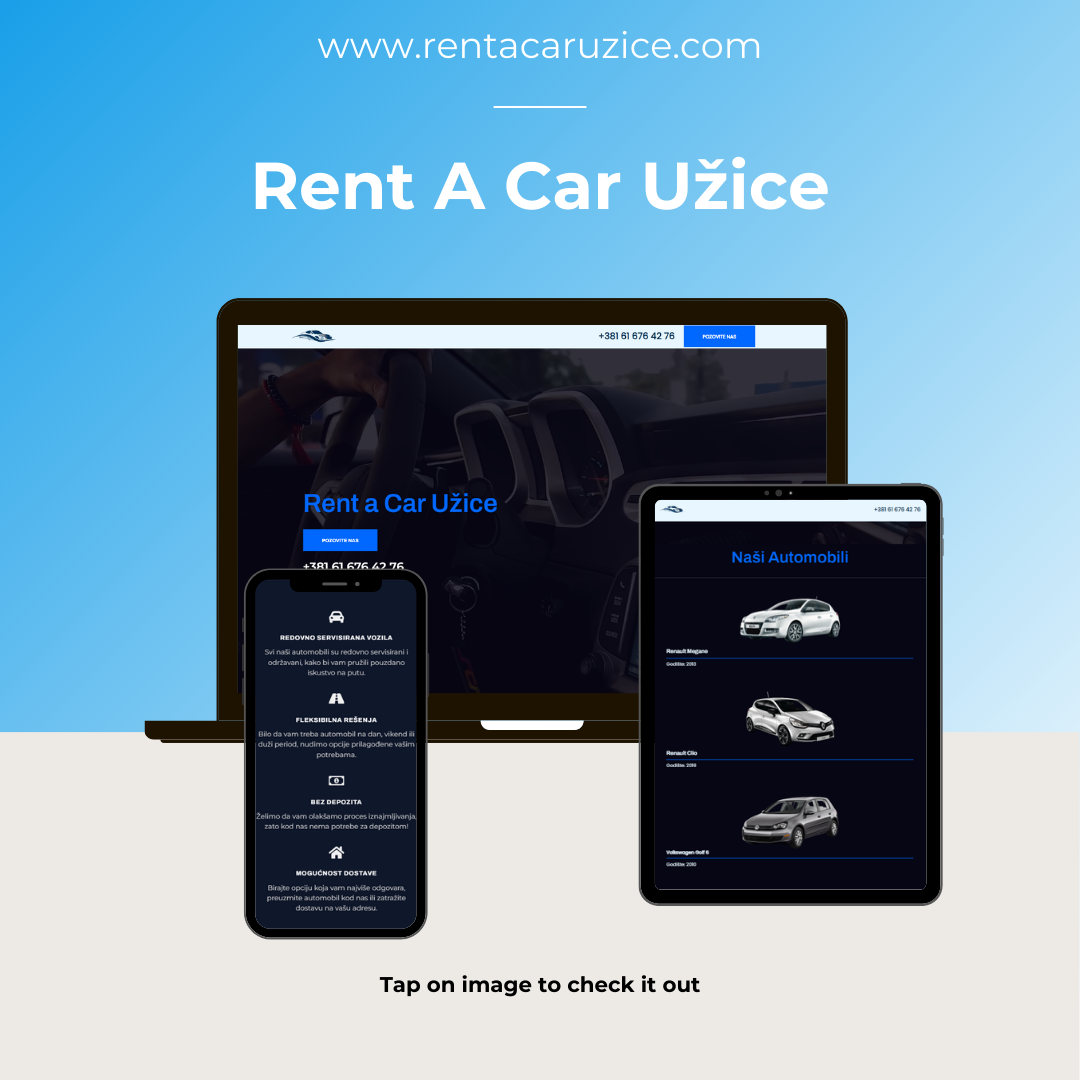 www.rentacaruzice.com
Rent A Car Užice
+381 61 676 42 76
POZOVITE NAS
Rent a Car Užice
POZOVITE NAS
+381 61 676 42 76
REDOVNO SERVISIRANA VOZILA
Svi naši automobili su redovno servisirani i
održavani, kako bi vam pružili pouzdano
iskustvo na putu.
FLEKSIBILNA REŠENJA
Bilo da vam treba automobil na dan, vikend ili
duži period, nudimo opcije prilagođene vašim
potrebama.
BEZ DEPOZITA
Želimo da vam olakšamo proces iznajmljivanja,
zato kod nas nema potrebe za depozitom!
MOGUĆNOST DOSTAVE
Birajte opciju koja vam najviše odgovara,
preuzmite automobil kod nas ili zatražite
dostavu na vašu adresu.
+381 61 676 42 76
Naši Automobili
Renault Megane
Godište:
Renault Clio
Godište:
Volkswagen Golf 6
Godište: 2010
Tap on image to check it out